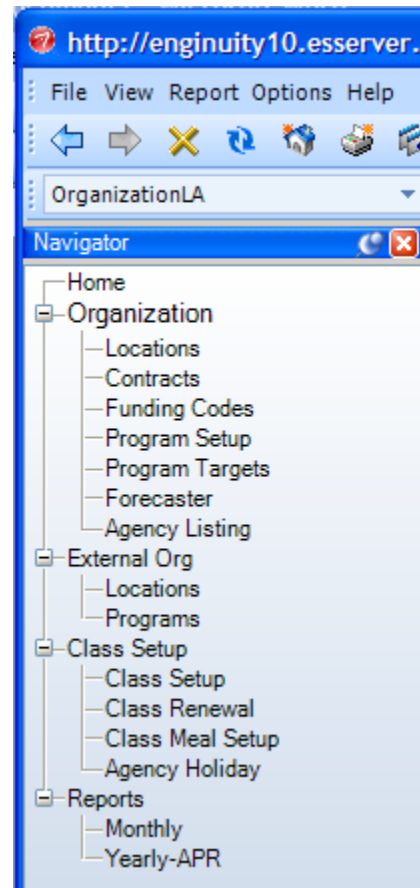 http://enginuity10.esserver.
File View Report Options Help
OrganizationLA
Navigator
Home
Organization
Locations
Contracts
Funding Codes
Program Setup
Program Targets
Forecaster
Agency Listing
External Org
Locations
Programs
Class Setup
Class Setup
Class Renewal
Class Meal Setup
Agency Holiday
Reports
Monthly
Yearly-APR